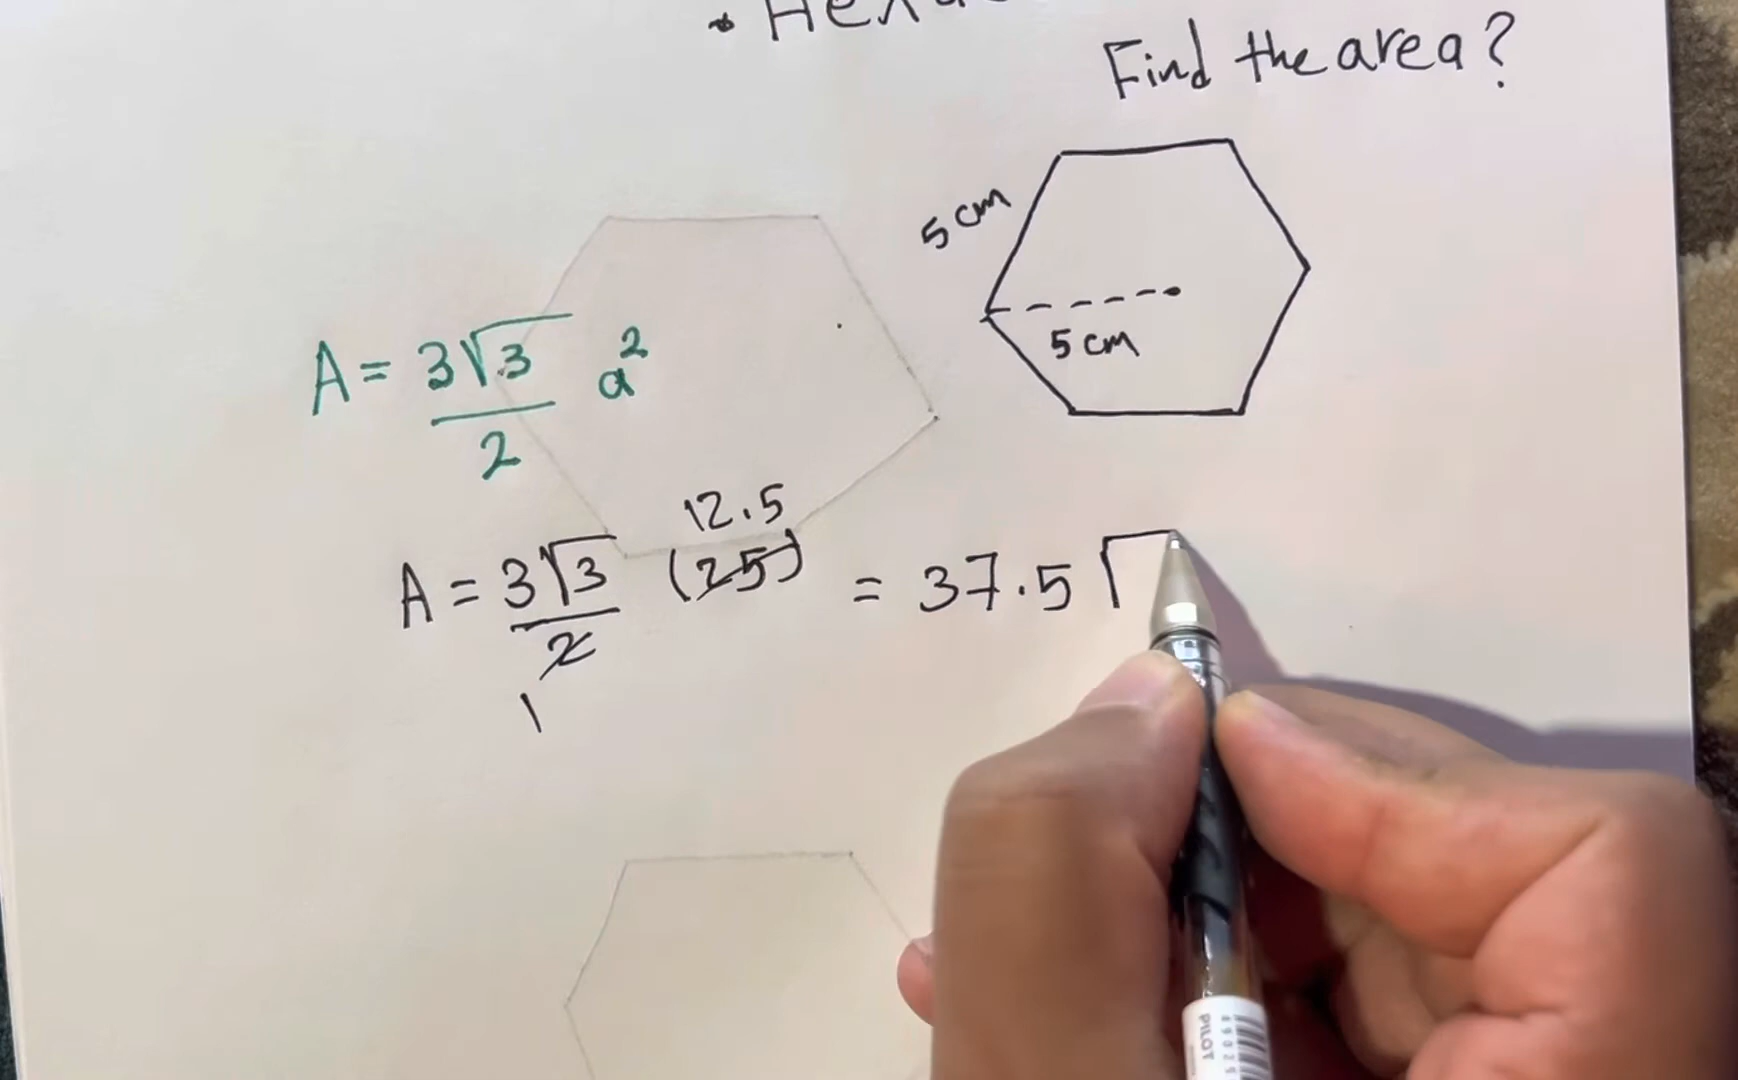 Find the area?
5 cm
5 cm
A = 3√3/2 a²
12.5
A = 3√3/2 (25) = 37.5 √
1
PILOT